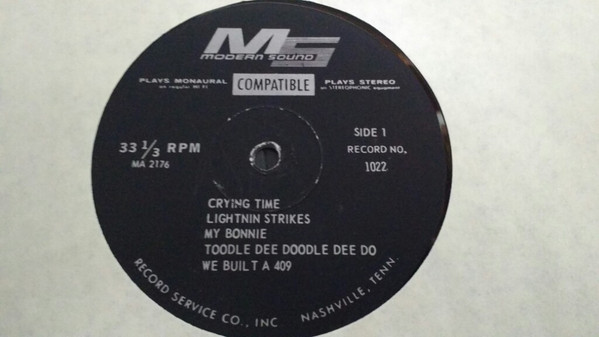 MS
MODERN SOUND
PLAYS MONAURAL
on regular HI FI
COMPATIBLE
PLAYS STEREO
on STEREOPHONIC equipment
33 1/3 RPM
MA 2176
SIDE 1
RECORD NO.
1022
CRYING TIME
LIGHTNIN STRIKES
MY BONNIE
TOODLE DEE DOODLE DEE DO
WE BUILT A 409
RECORD SERVICE CO., INC NASHVILLE, TENN.